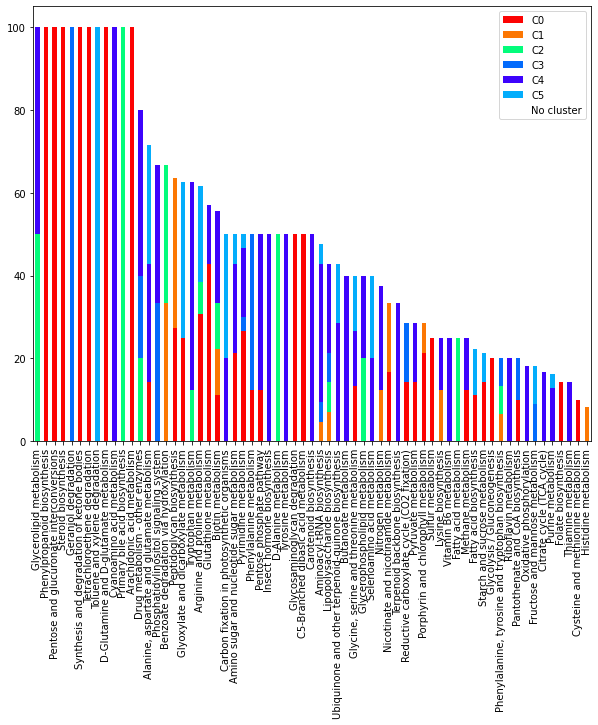 100
80
60
40
20
0
C0
C1
C2
C3
C4
C5
No cluster
Glycerolipid metabolism
Phenylpropanoid biosynthesis
Pentose and glucuronate interconversions
Steroid biosynthesis
Geraniol degradation
Synthesis and degradation of ketone bodies
Tetrachloroethene degradation
Toluene and xylene degradation
D-Glutamine and D-glutamate metabolism
Cyanoamino acid metabolism
Primary bile acid biosynthesis
Arachidonic acid metabolism
Drug metabolism - other enzymes
Alanine, aspartate and glutamate metabolism
Phosphatidylinositol signaling system
Benzoate degradation via hydroxylation
Peptidoglycan biosynthesis
Glyoxylate and dicarboxylate metabolism
Tryptophan metabolism
Arginine and proline metabolism
Glutathione metabolism
Biotin metabolism
Carbon fixation in photosynthetic organisms
Amino sugar and nucleotide sugar metabolism
Pyrimidine metabolism
Phenylalanine metabolism
Pentose phosphate pathway
Insect hormone biosynthesis
D-Alanine metabolism
Tyrosine metabolism
Glycosaminoglycan degradation
C5-Branched dibasic acid metabolism
Carotenoid biosynthesis
Aminoacyl-tRNA biosynthesis
Lipopolysaccharide biosynthesis
Ubiquinone and other terpenoid-quinone biosynthesis
Butanoate metabolism
Glycine, serine and threonine metabolism
Glycerophospholipid metabolism
Selenoamino acid metabolism
Nitrogen metabolism
Nicotinate and nicotinamide metabolism
Terpenoid backbone biosynthesis
Reductive carboxylate cycle (CO2 fixation)
Pyruvate metabolism
Porphyrin and chlorophyll metabolism
Sulfur metabolism
Lysine biosynthesis
Vitamin B6 metabolism
Fatty acid metabolism
Methane metabolism
Fatty acid biosynthesis
Starch and sucrose metabolism
Glycolysis / Gluconeogenesis
Phenylalanine, tyrosine and tryptophan biosynthesis
Riboflavin metabolism
Pantothenate and CoA biosynthesis
Oxidative phosphorylation
Fructose and mannose metabolism
Citrate cycle (TCA cycle)
Purine metabolism
Folate biosynthesis
Thiamine metabolism
Cysteine and methionine metabolism
Histidine metabolism